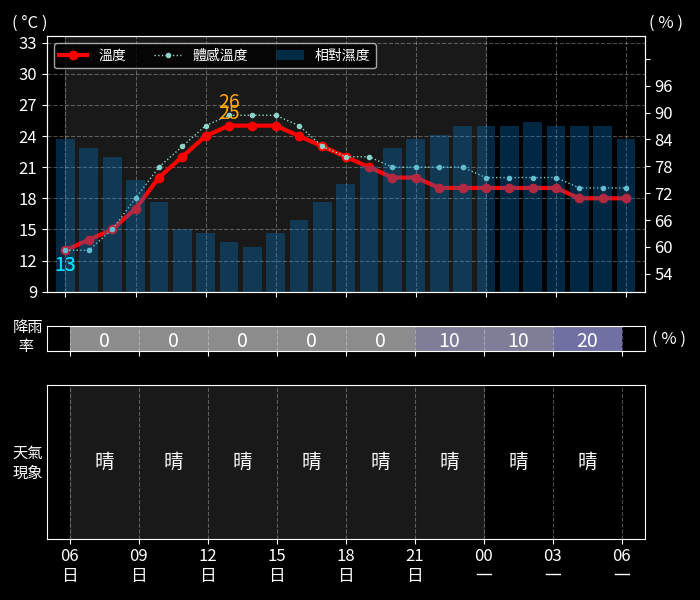 ( °C )
( % )
溫度
體感溫度
相對濕度
33
30
27
24
21
18
15
12
9
96
90
84
78
72
66
60
54
26
25
13
降雨率
0 0 0 0 0 10 10 20
( % )
天氣現象
晴 晴 晴 晴 晴 晴 晴 晴
06 09 12 15 18 21 00 03 06
日 日 日 日 日 日 一 一 一